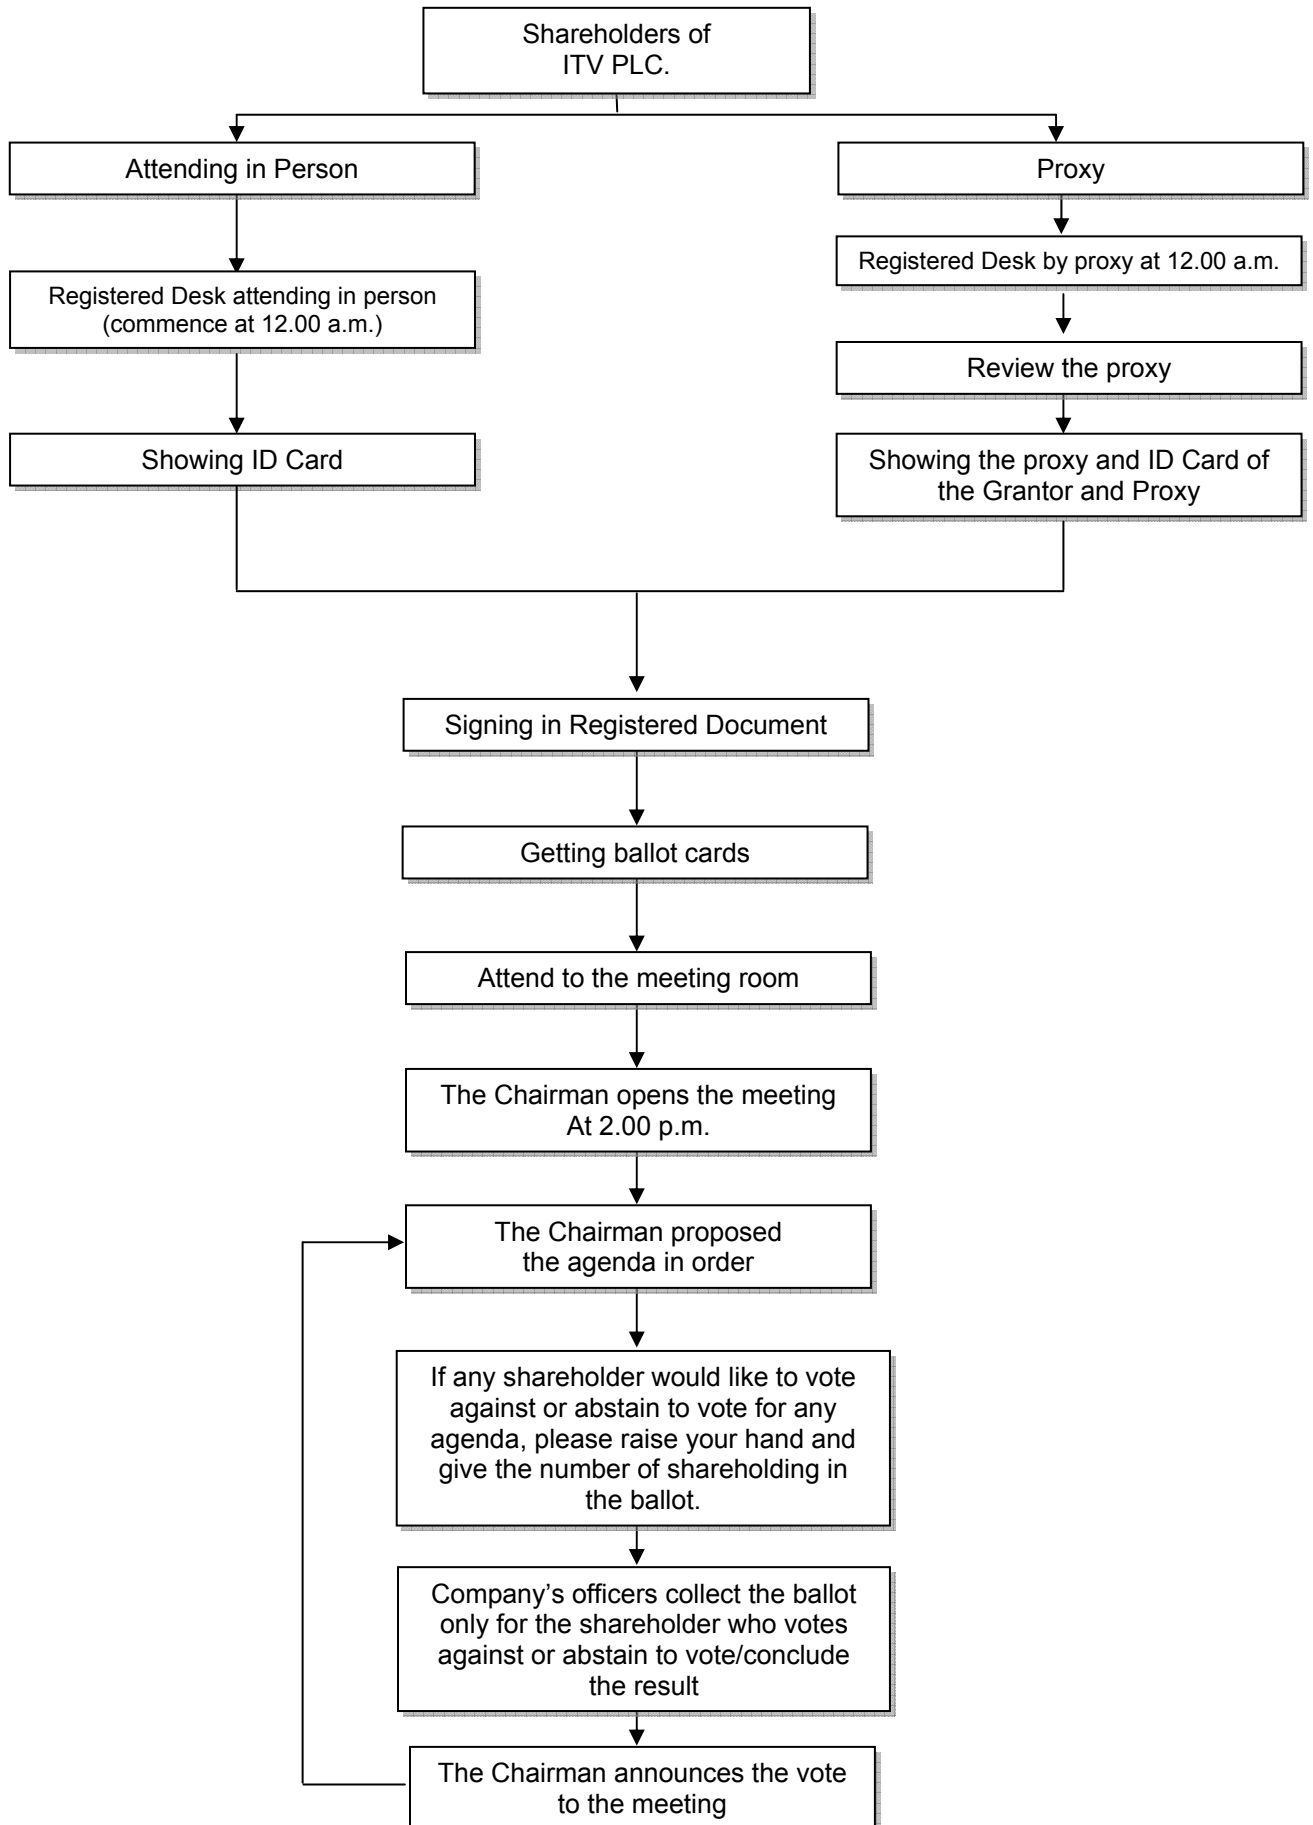 Shareholders of
ITV PLC.
Attending in Person
Proxy
Registered Desk by proxy at 12.00 a.m.
Registered Desk attending in person
(commence at 12.00 a.m.)
Review the proxy
Showing ID Card
Showing the proxy and ID Card of
the Grantor and Proxy
Signing in Registered Document
Getting ballot cards
Attend to the meeting room
The Chairman opens the meeting
At 2.00 p.m.
The Chairman proposed
the agenda in order
If any shareholder would like to vote
against or abstain to vote for any
agenda, please raise your hand and
give the number of shareholding in
the ballot.
Company’s officers collect the ballot
only for the shareholder who votes
against or abstain to vote/conclude
the result
The Chairman announces the vote
to the meeting